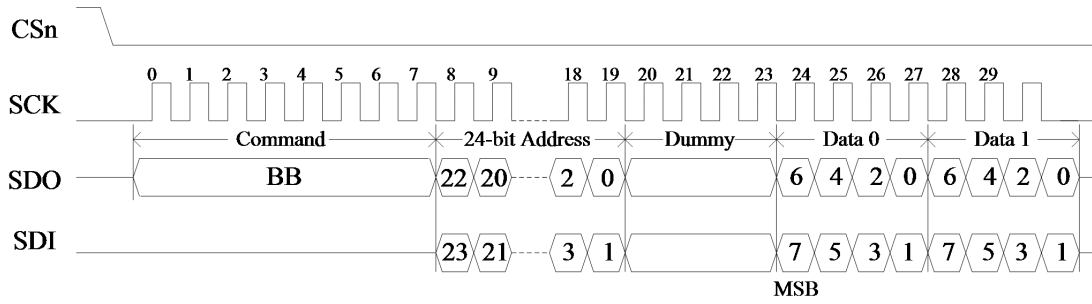 CSn
0 1 2 3 4 5 6 7 8 9 18 19 20 21 22 23 24 25 26 27 28 29
SCK
Command 24-bit Address Dummy Data 0 Data 1
SDO BB 22 20 2 0 6 4 2 0 6 4 2 0
SDI 23 21 3 1 7 5 3 1 7 5 3 1
MSB